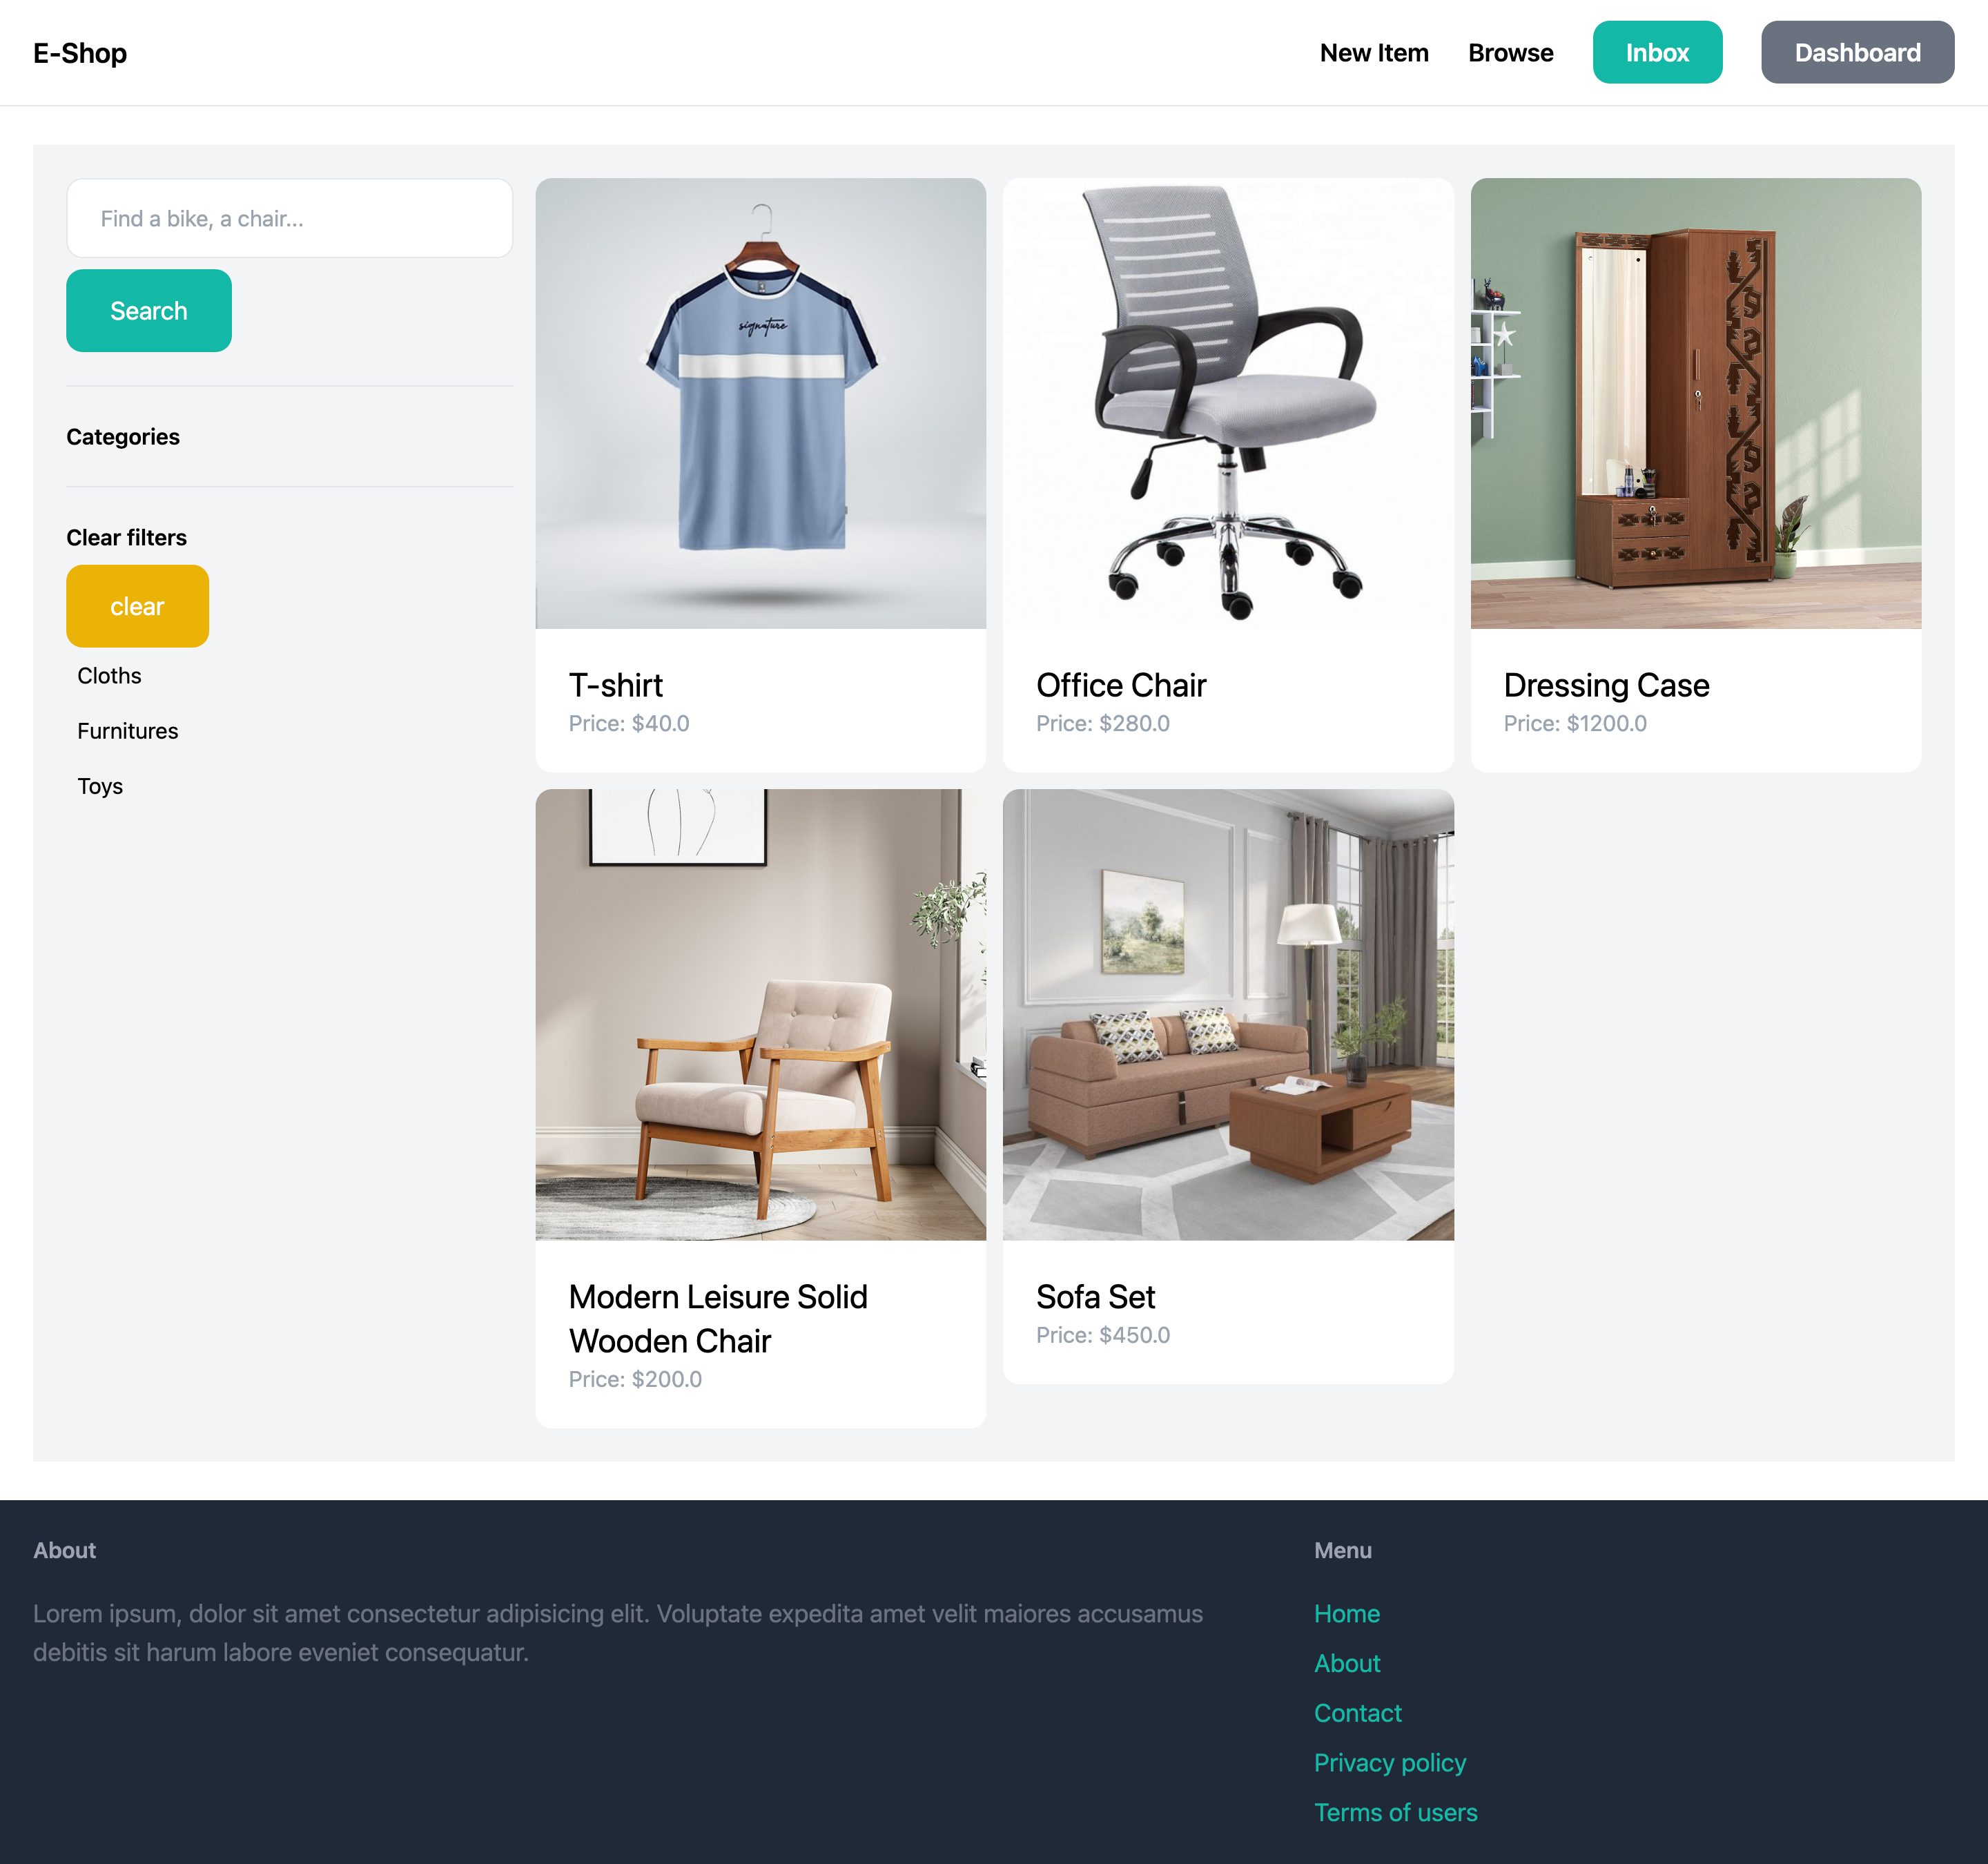 E-Shop
New Item
Browse
Inbox
Dashboard
Find a bike, a chair...
Search
Categories
Clear filters
clear
Cloths
Furnitures
Toys
signature
T-shirt
Price: $40.0
Office Chair
Price: $280.0
Dressing Case
Price: $1200.0
Modern Leisure Solid
Wooden Chair
Price: $200.0
Sofa Set
Price: $450.0
About
Lorem ipsum, dolor sit amet consectetur adipisicing elit. Voluptate expedita amet velit maiores accusamus
debitis sit harum labore eveniet consequatur.
Menu
Home
About
Contact
Privacy policy
Terms of users